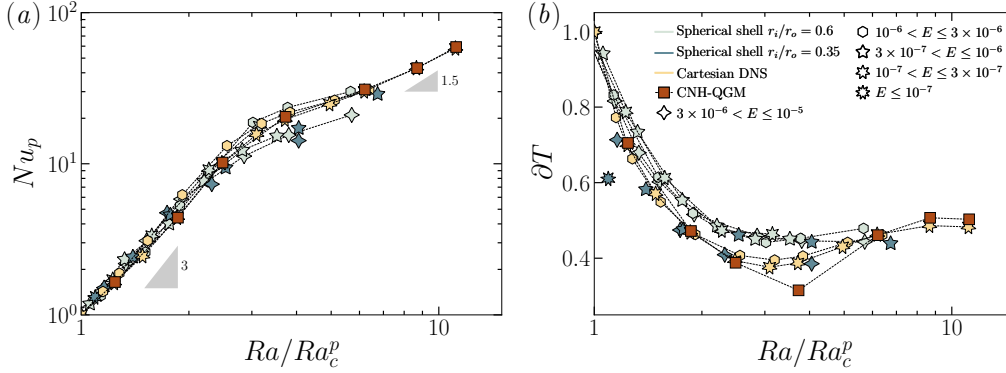 (a)
10^2
10^1
10^0
Nu_p
1
10
Ra/Ra_c^p
3
1.5
(b)
1.0
0.8
0.6
0.4
∂T
1
10
Ra/Ra_c^p
Spherical shell r_i/r_o = 0.6
Spherical shell r_i/r_o = 0.35
Cartesian DNS
CNH-QGM
3 × 10^{-6} < E ≤ 10^{-5}
10^{-6} < E ≤ 3 × 10^{-6}
3 × 10^{-7} < E ≤ 10^{-6}
10^{-7} < E ≤ 3 × 10^{-7}
E ≤ 10^{-7}